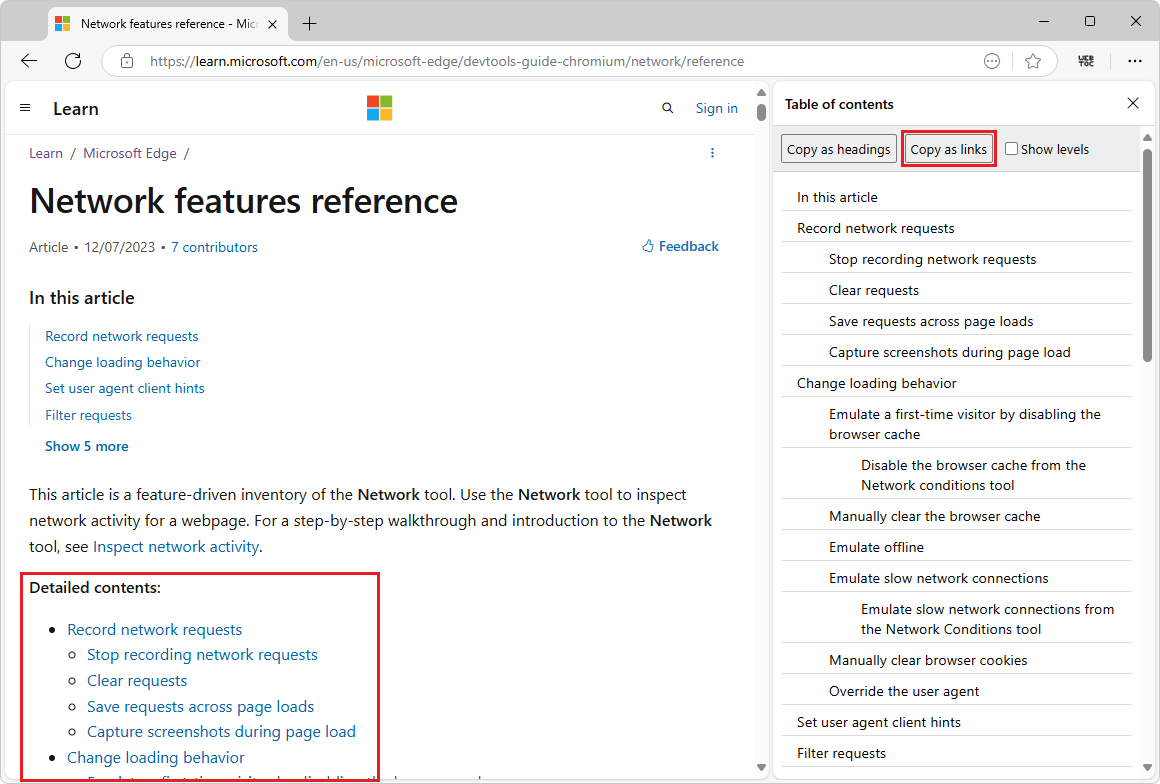 Network features reference - Mic
https://learn.microsoft.com/en-us/microsoft-edge/devtools-guide-chromium/network/reference
Learn
Sign in
Learn / Microsoft Edge /
Network features reference
Article • 12/07/2023 • 7 contributors
Feedback
In this article
Record network requests
Change loading behavior
Set user agent client hints
Filter requests
Show 5 more
This article is a feature-driven inventory of the Network tool. Use the Network tool to inspect
network activity for a webpage. For a step-by-step walkthrough and introduction to the Network
tool, see Inspect network activity.
Detailed contents:
Record network requests
Stop recording network requests
Clear requests
Save requests across page loads
Capture screenshots during page load
Change loading behavior
Table of contents
Copy as headings
Copy as links
Show levels
In this article
Record network requests
Stop recording network requests
Clear requests
Save requests across page loads
Capture screenshots during page load
Change loading behavior
Emulate a first-time visitor by disabling the
browser cache
Disable the browser cache from the
Network conditions tool
Manually clear the browser cache
Emulate offline
Emulate slow network connections
Emulate slow network connections from
the Network Conditions tool
Manually clear browser cookies
Override the user agent
Set user agent client hints
Filter requests